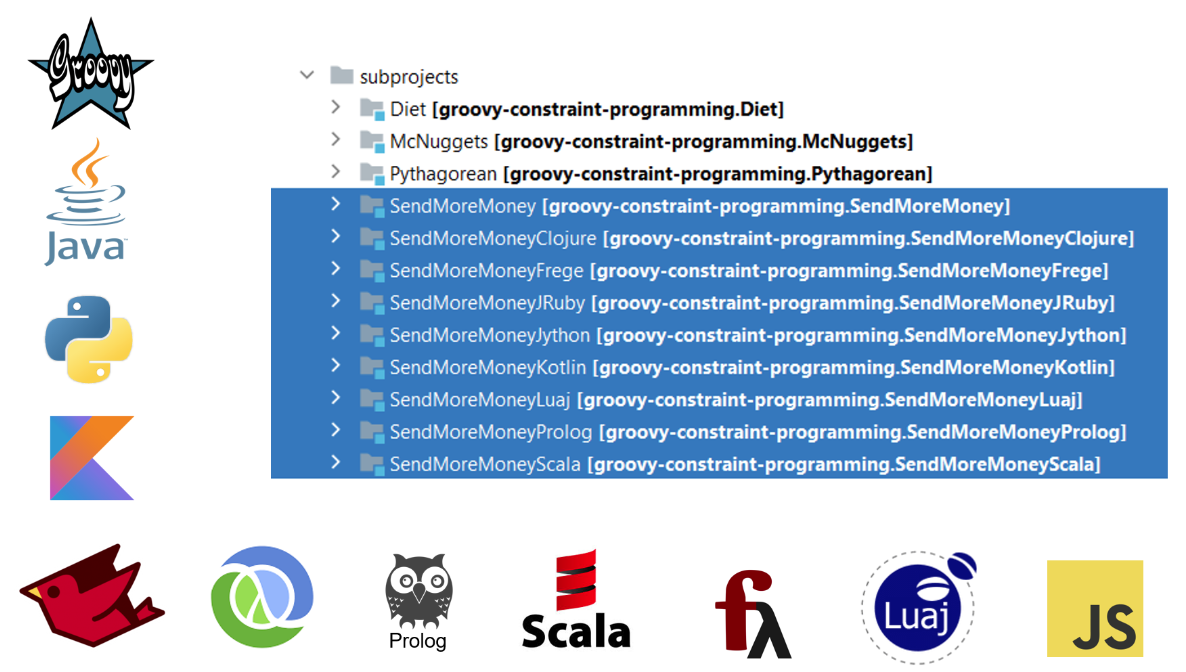 Groovy
Java
subprojects
Diet [groovy-constraint-programming.Diet]
McNuggets [groovy-constraint-programming.McNuggets]
Pythagorean [groovy-constraint-programming.Pythagorean]
SendMoreMoney [groovy-constraint-programming.SendMoreMoney]
SendMoreMoneyClojure [groovy-constraint-programming.SendMoreMoneyClojure]
SendMoreMoneyFrege [groovy-constraint-programming.SendMoreMoneyFrege]
SendMoreMoneyJRuby [groovy-constraint-programming.SendMoreMoneyJRuby]
SendMoreMoneyJython [groovy-constraint-programming.SendMoreMoneyJython]
SendMoreMoneyKotlin [groovy-constraint-programming.SendMoreMoneyKotlin]
SendMoreMoneyLuaj [groovy-constraint-programming.SendMoreMoneyLuaj]
SendMoreMoneyProlog [groovy-constraint-programming.SendMoreMoneyProlog]
SendMoreMoneyScala [groovy-constraint-programming.SendMoreMoneyScala]
Prolog
Scala
fλ
Luaj
JS